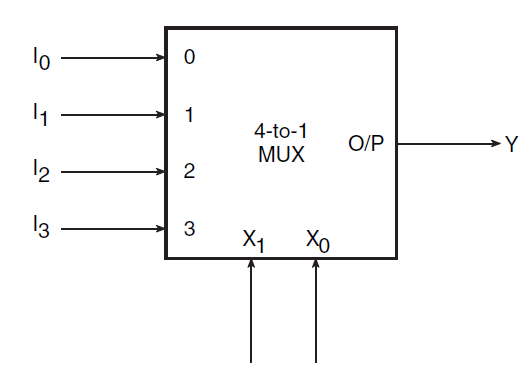 I0 0
I1 1
4-to-1
MUX
O/P Y
I2 2
I3 3
X1 X0